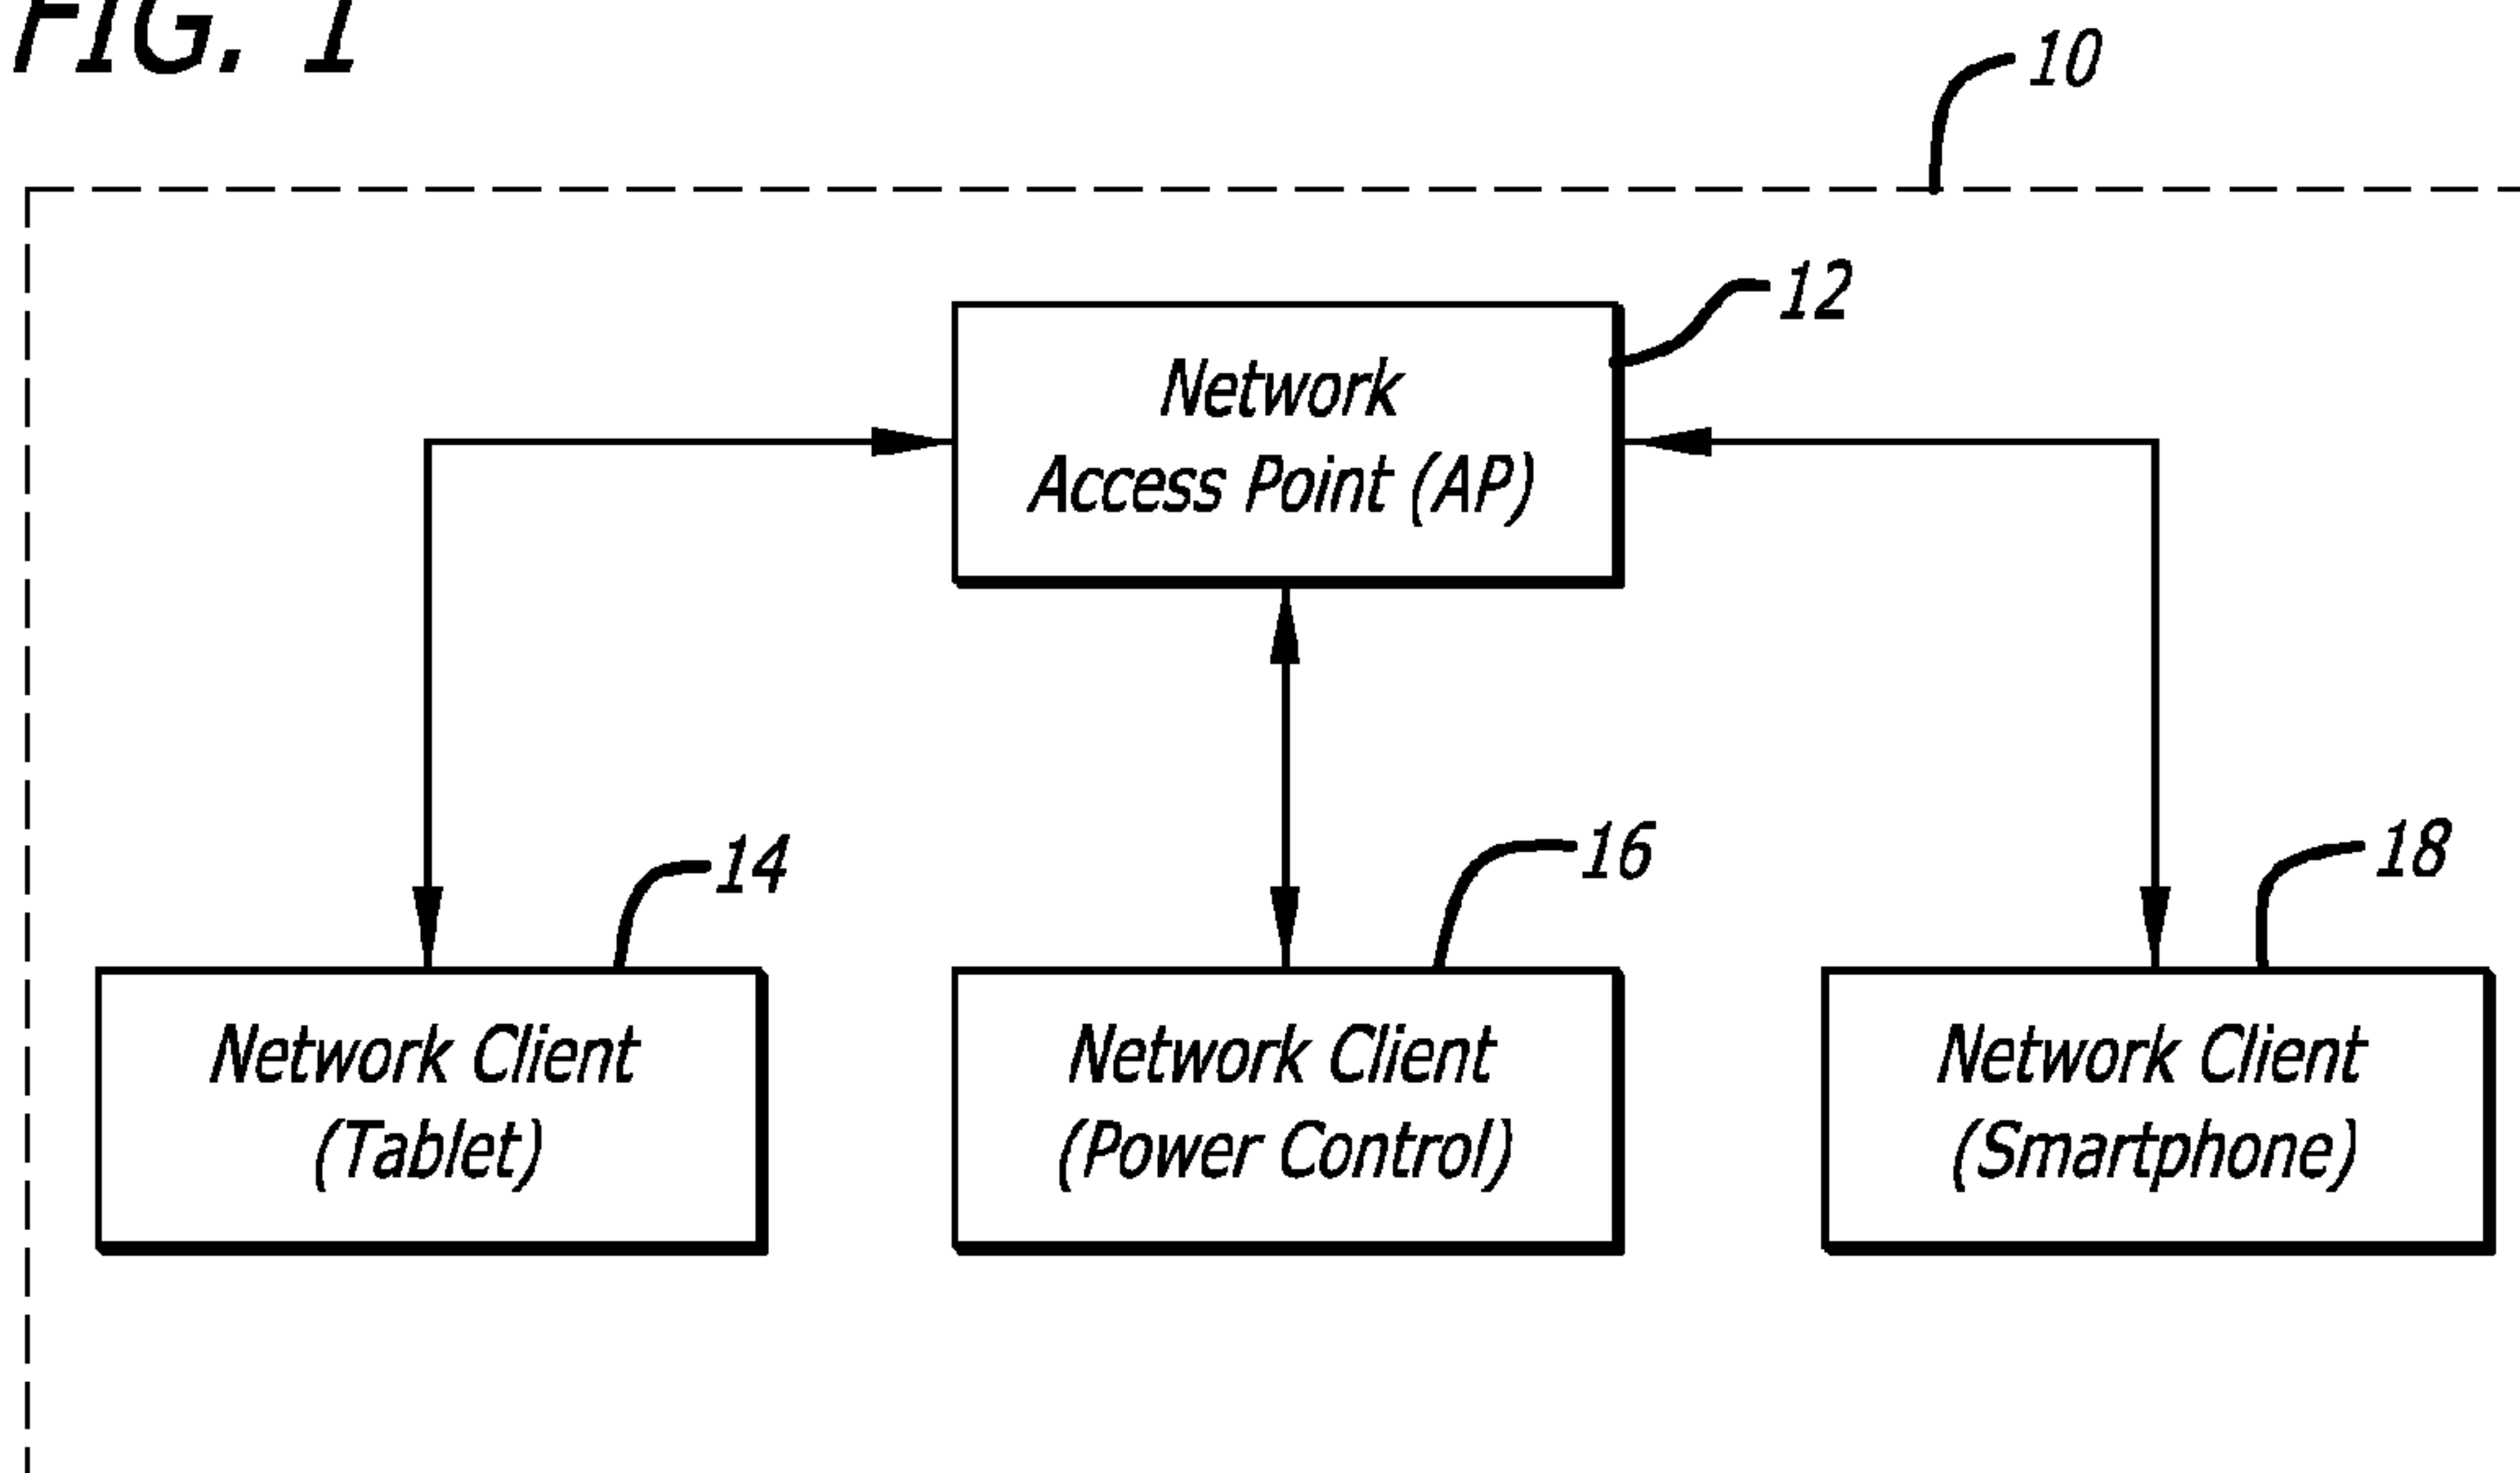 FIG. 1
10
12
Network
Access Point (AP)
14
16
18
Network Client
(Tablet)
Network Client
(Power Control)
Network Client
(Smartphone)